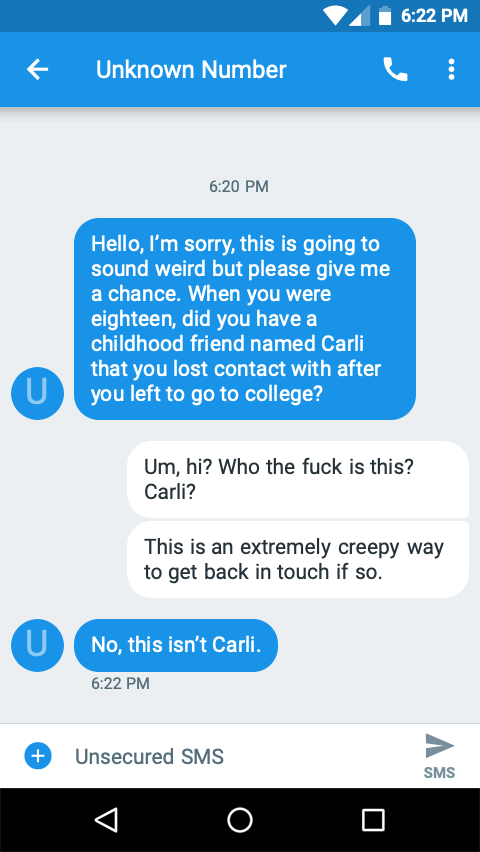 6:22 PM
Unknown Number
6:20 PM
Hello, I’m sorry, this is going to
sound weird but please give me
a chance. When you were
eighteen, did you have a
childhood friend named Carli
that you lost contact with after
you left to go to college?
U
Um, hi? Who the fuck is this?
Carli?
This is an extremely creepy way
to get back in touch if so.
U
No, this isn’t Carli.
6:22 PM
Unsecured SMS
SMS